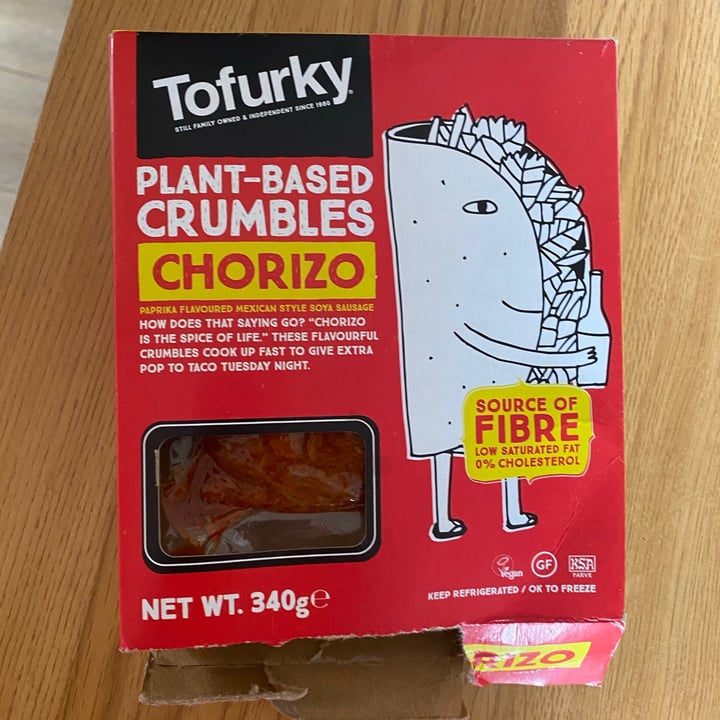 Tofurky®
STILL FAMILY OWNED & INDEPENDENT SINCE 1980
PLANT-BASED
CRUMBLES
CHORIZO
PAPRIKA FLAVOURED MEXICAN STYLE SOYA SAUSAGE
HOW DOES THAT SAYING GO? “CHORIZO
IS THE SPICE OF LIFE.” THESE FLAVOURFUL
CRUMBLES COOK UP FAST TO GIVE EXTRA
POP TO TACO TUESDAY NIGHT.
SOURCE OF
FIBRE
LOW SATURATED FAT
0% CHOLESTEROL
Vegan
GF
KSA
PARVE
KEEP REFRIGERATED / OK TO FREEZE
NET WT. 340g℮
RIZO